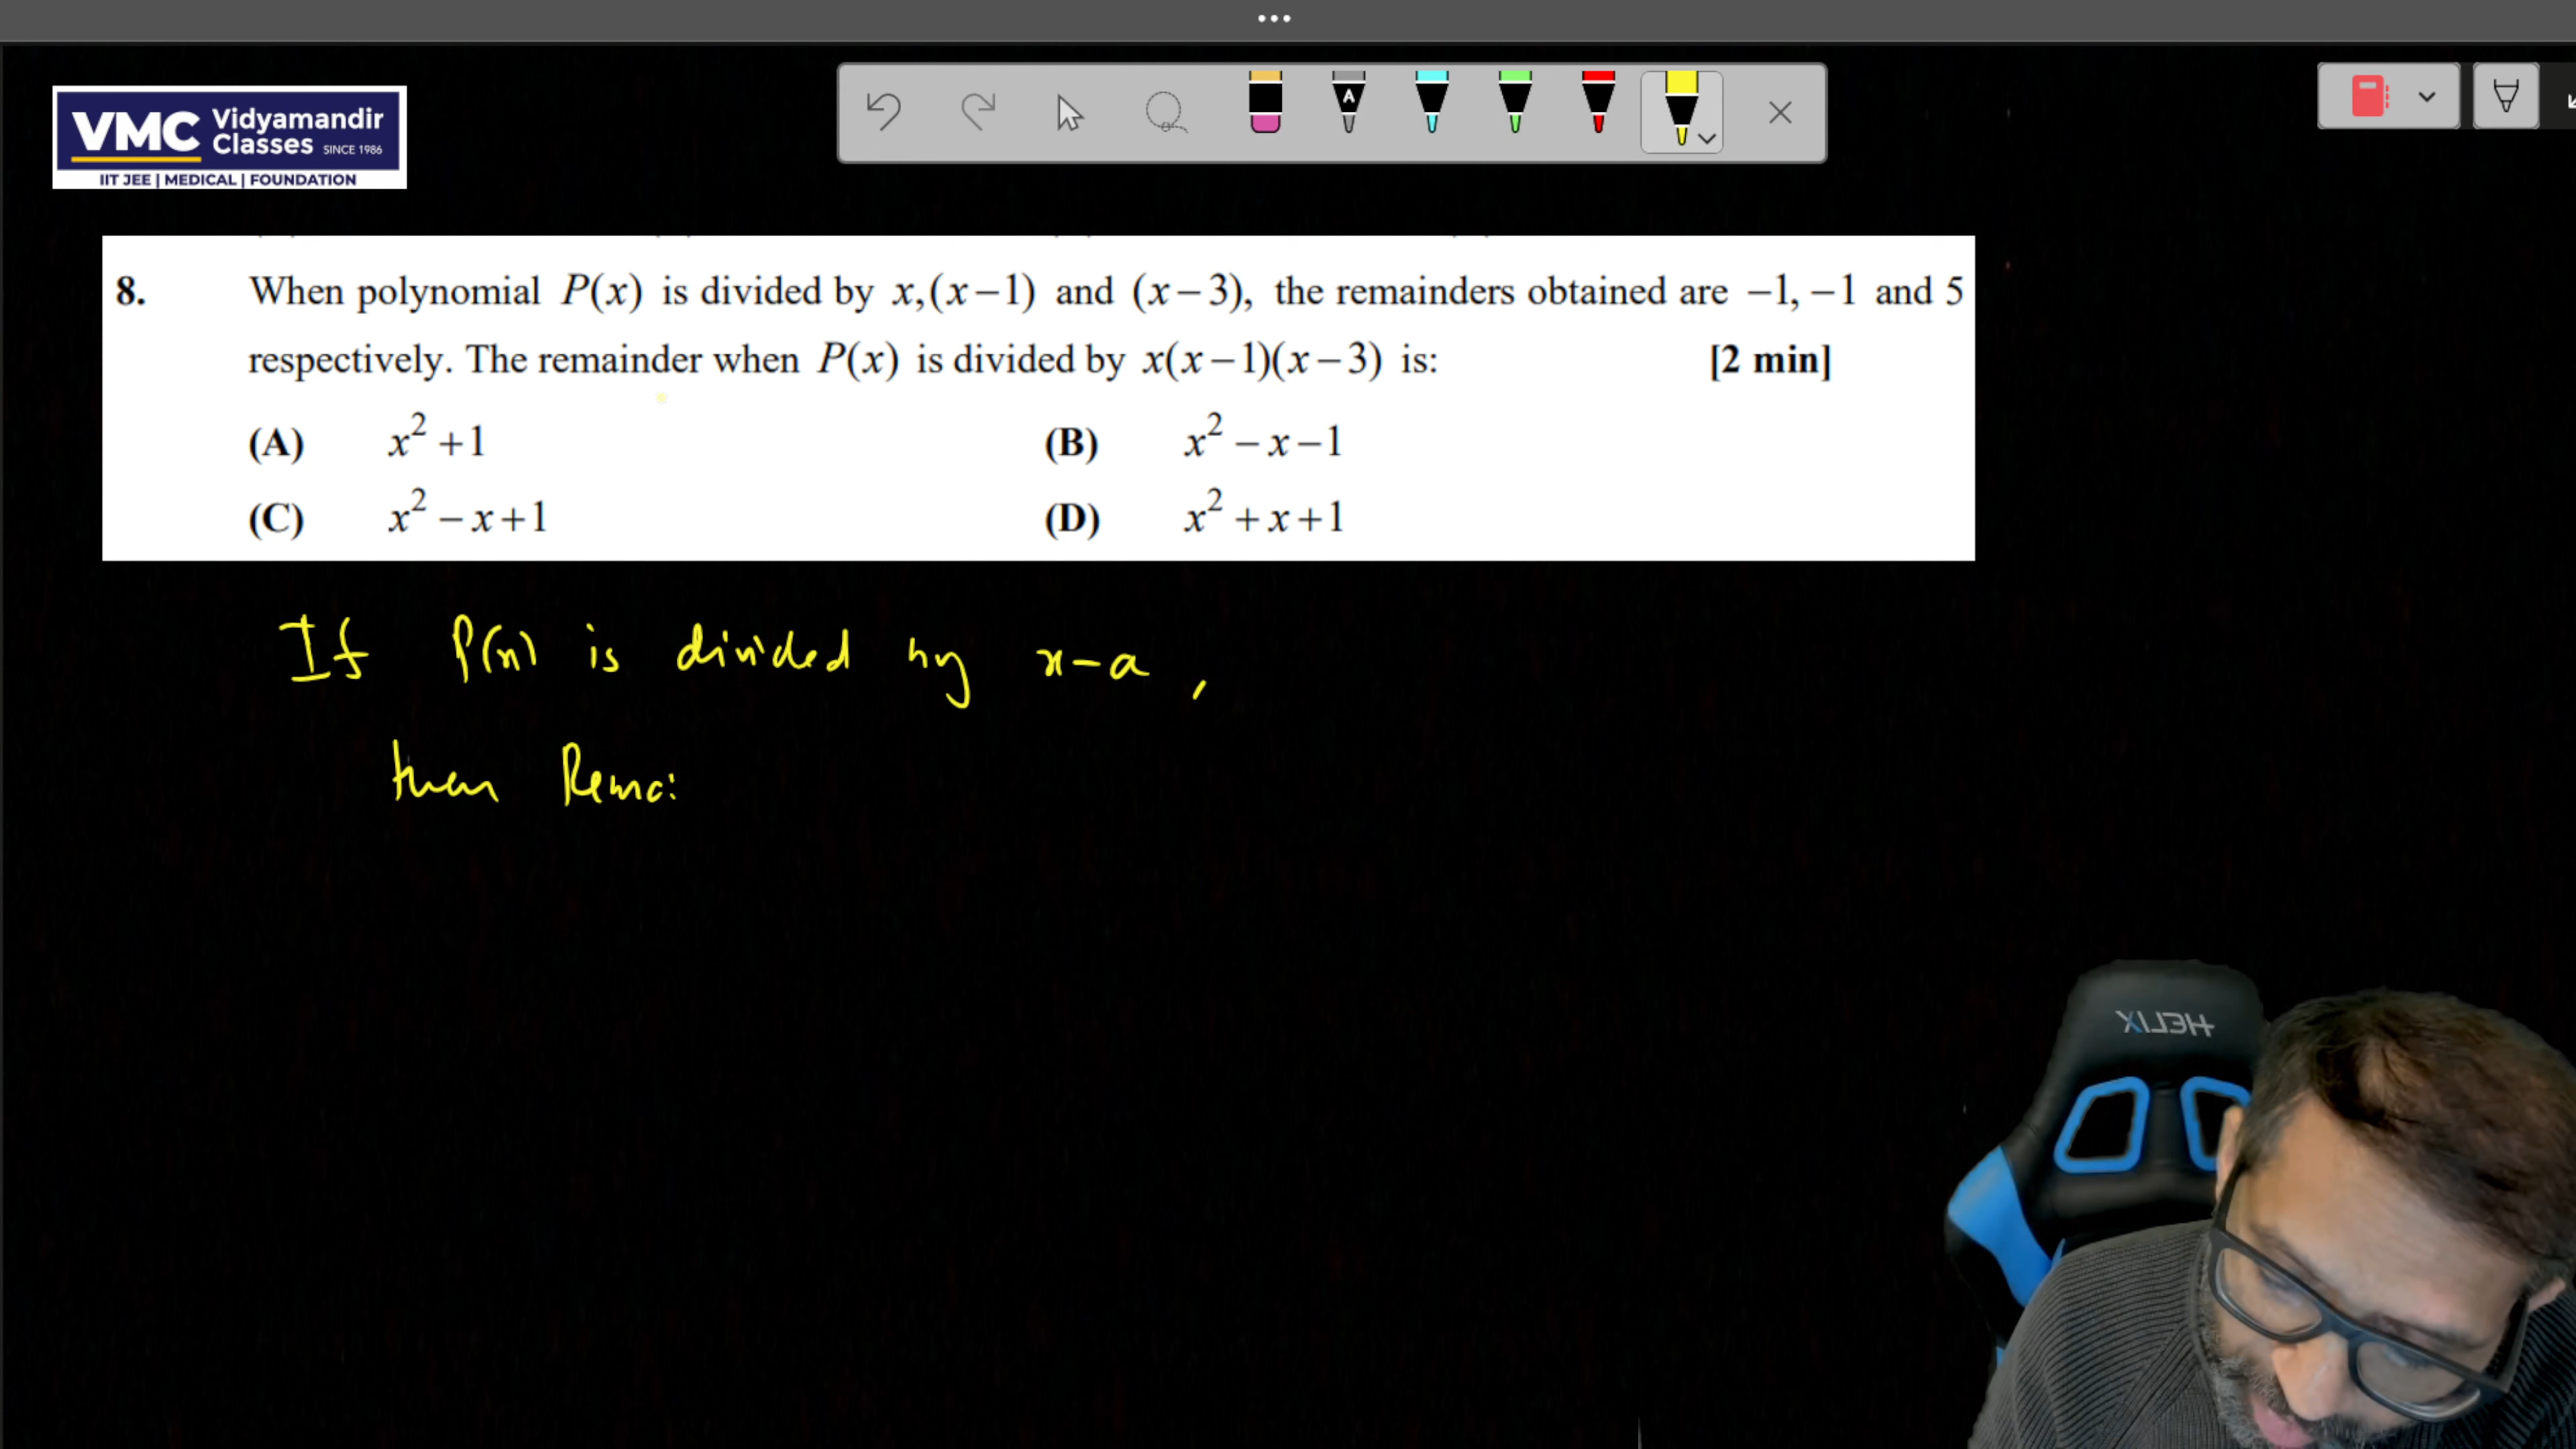 VMC Vidyamandir Classes SINCE 1986
IIT JEE | MEDICAL | FOUNDATION
A
8. When polynomial P(x) is divided by x,(x−1) and (x−3), the remainders obtained are −1,−1 and 5
respectively. The remainder when P(x) is divided by x(x−1)(x−3) is: [2 min]
(A) x² +1 (B) x² −x−1
(C) x² −x+1 (D) x² +x+1
If P(x) is divided by x-a ,
then Remai
HELIX